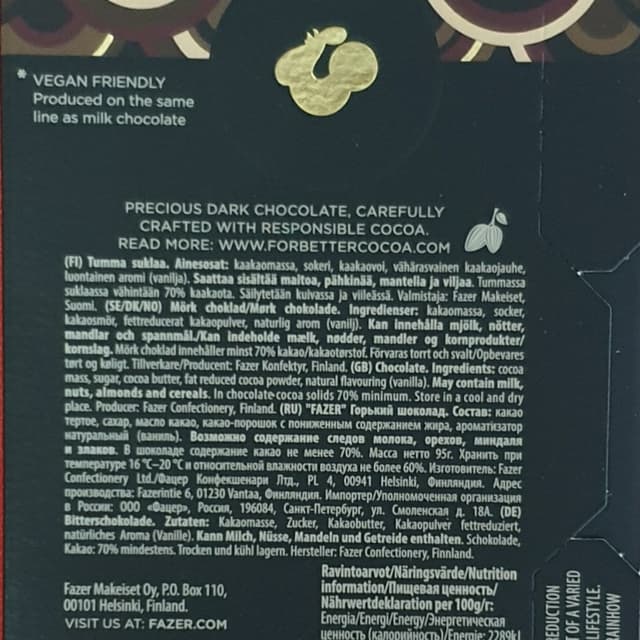 * VEGAN FRIENDLY
Produced on the same
line as milk chocolate
PRECIOUS DARK CHOCOLATE, CAREFULLY
CRAFTED WITH RESPONSIBLE COCOA.
READ MORE: WWW.FORBETTERCOCOA.COM
(FI) Tumma suklaa. Ainesosat: kaakaomassa, sokeri, kaakaovoi, vähärasvainen kaakaojauhe,
luontainen aromi (vanilja). Saattaa sisältää maitoa, pähkinää, mantelia ja viljaa. Tummassa
suklaassa vähintään 70% kaakaota. Säilytetään kuivassa ja viileässä. Valmistaja: Fazer Makeiset,
Suomi. (SE/DK/NO) Mörk choklad/Mørk chokolade. Ingredienser: kakaomassa, socker,
kakaosmör, fettreducerat kakaopulver, naturlig arom (vanilj). Kan innehålla mjölk, nötter,
mandlar och spannmål./Kan indeholde mælk, nødder, mandler og kornprodukter/
kornslag. Mörk choklad innehåller minst 70% kakao/kakaotørstof. Förvaras torrt och svalt/Opbevares
tørt og køligt. Tillverkare/Producent: Fazer Konfektyr, Finland. (GB) Chocolate. Ingredients: cocoa
mass, sugar, cocoa butter, fat reduced cocoa powder, natural flavouring (vanilla). May contain milk,
nuts, almonds and cereals. In chocolate cocoa solids 70% minimum. Store in a cool and dry
place. Producer: Fazer Confectionery, Finland. (RU) "FAZER" Горький шоколад. Состав: какао
тертое, сахар, масло какао, какао-порошок с пониженным содержанием жира, ароматизатор
натуральный (ваниль). Возможно содержание следов молока, орехов, миндаля
и злаков. В шоколаде содержание какао не менее 70%. Масса нетто 95г. Хранить при
температуре 16°C–20°C и относительной влажности воздуха не более 60%. Изготовитель: Fazer
Confectionery Ltd./Фацер Конфекшенари Лтд., PL 4, 00941 Helsinki, Финляндия. Адрес
производства: Fazerintie 6, 01230 Vantaa, Финляндия. Импортер/Уполномоченная организация
в России: ООО «Фацер», Россия, 196084, Санкт-Петербург, ул. Смоленская д. 18А. (DE)
Bitterschokolade. Zutaten: Kakaomasse, Zucker, Kakaobutter, Kakaopulver fettreduziert,
natürliches Aroma (Vanille). Kann Milch, Nüsse, Mandeln und Getreide enthalten. Schokolade,
Kakao: 70% mindestens. Trocken und kühl lagern. Hersteller: Fazer Confectionery, Finnland.
Fazer Makeiset Oy, P.O. Box 110,
00101 Helsinki, Finland.
VISIT US AT: FAZER.COM
Ravintoarvot/Näringsvärde/Nutrition
information/Пищевая ценность/
Nährwertdeklaration per 100g/г:
Energia/Energi/Energy/Энергетическая
ценность (калорийность)/Energie 2289
REDUCTION
OF A VARIED
IFESTYLE.
RAINHOW